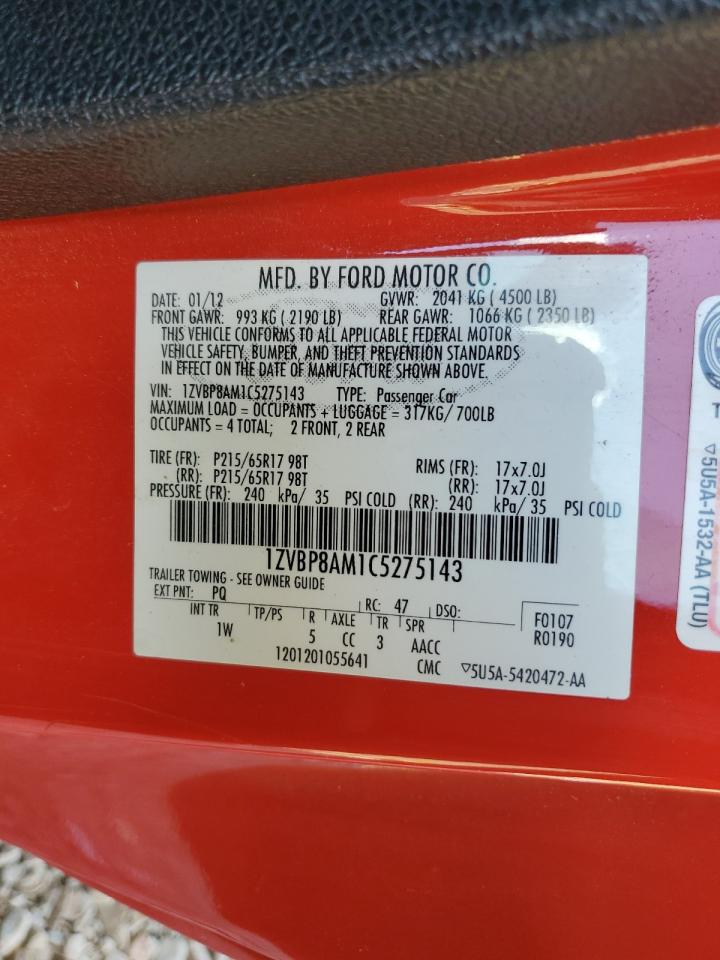 MFD. BY FORD MOTOR CO.
DATE: 01/12 GVWR: 2041 KG ( 4500 LB)
FRONT GAWR: 993 KG ( 2190 LB) REAR GAWR: 1066 KG ( 2350 LB)
THIS VEHICLE CONFORMS TO ALL APPLICABLE FEDERAL MOTOR
VEHICLE SAFETY, BUMPER, AND THEFT PREVENTION STANDARDS
IN EFFECT ON THE DATE OF MANUFACTURE SHOWN ABOVE.
VIN: 1ZVBP8AM1C5275143 TYPE: Passenger Car
MAXIMUM LOAD = OCCUPANTS + LUGGAGE = 317KG/ 700LB
OCCUPANTS = 4 TOTAL; 2 FRONT, 2 REAR
TIRE (FR): P215/65R17 98T RIMS (FR): 17x7.0J
(RR): P215/65R17 98T (RR): 17x7.0J
PRESSURE (FR): 240 kPa/ 35 PSI COLD (RR): 240 kPa/ 35 PSI COLD
1ZVBP8AM1C5275143
TRAILER TOWING - SEE OWNER GUIDE
EXT PNT: PQ RC: 47 DSO: F0107
INT TR TP/PS R AXLE TR SPR R0190
1W 5 CC 3 AACC
1201201055641 CMC ▽5U5A-5420472-AA
T
▽5U5A-1532-AA (TLU)